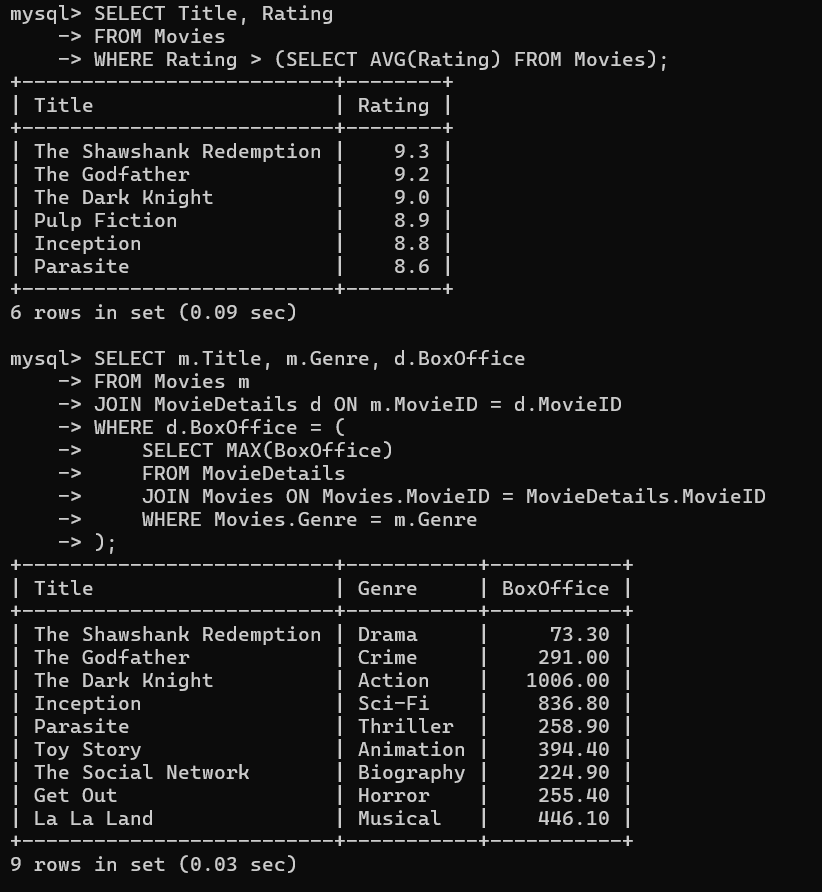 mysql> SELECT Title, Rating
    -> FROM Movies
    -> WHERE Rating > (SELECT AVG(Rating) FROM Movies);
+--------------------------+--------+
| Title                    | Rating |
+--------------------------+--------+
| The Shawshank Redemption |    9.3 |
| The Godfather            |    9.2 |
| The Dark Knight          |    9.0 |
| Pulp Fiction             |    8.9 |
| Inception                |    8.8 |
| Parasite                 |    8.6 |
+--------------------------+--------+
6 rows in set (0.09 sec)

mysql> SELECT m.Title, m.Genre, d.BoxOffice
    -> FROM Movies m
    -> JOIN MovieDetails d ON m.MovieID = d.MovieID
    -> WHERE d.BoxOffice = (
    ->     SELECT MAX(BoxOffice)
    ->     FROM MovieDetails
    ->     JOIN Movies ON Movies.MovieID = MovieDetails.MovieID
    ->     WHERE Movies.Genre = m.Genre
    -> );
+--------------------------+-----------+-----------+
| Title                    | Genre     | BoxOffice |
+--------------------------+-----------+-----------+
| The Shawshank Redemption | Drama     |     73.30 |
| The Godfather            | Crime     |    291.00 |
| The Dark Knight          | Action    |   1006.00 |
| Inception                | Sci-Fi    |    836.80 |
| Parasite                 | Thriller  |    258.90 |
| Toy Story                | Animation |    394.40 |
| The Social Network       | Biography |    224.90 |
| Get Out                  | Horror    |    255.40 |
| La La Land               | Musical   |    446.10 |
+--------------------------+-----------+-----------+
9 rows in set (0.03 sec)